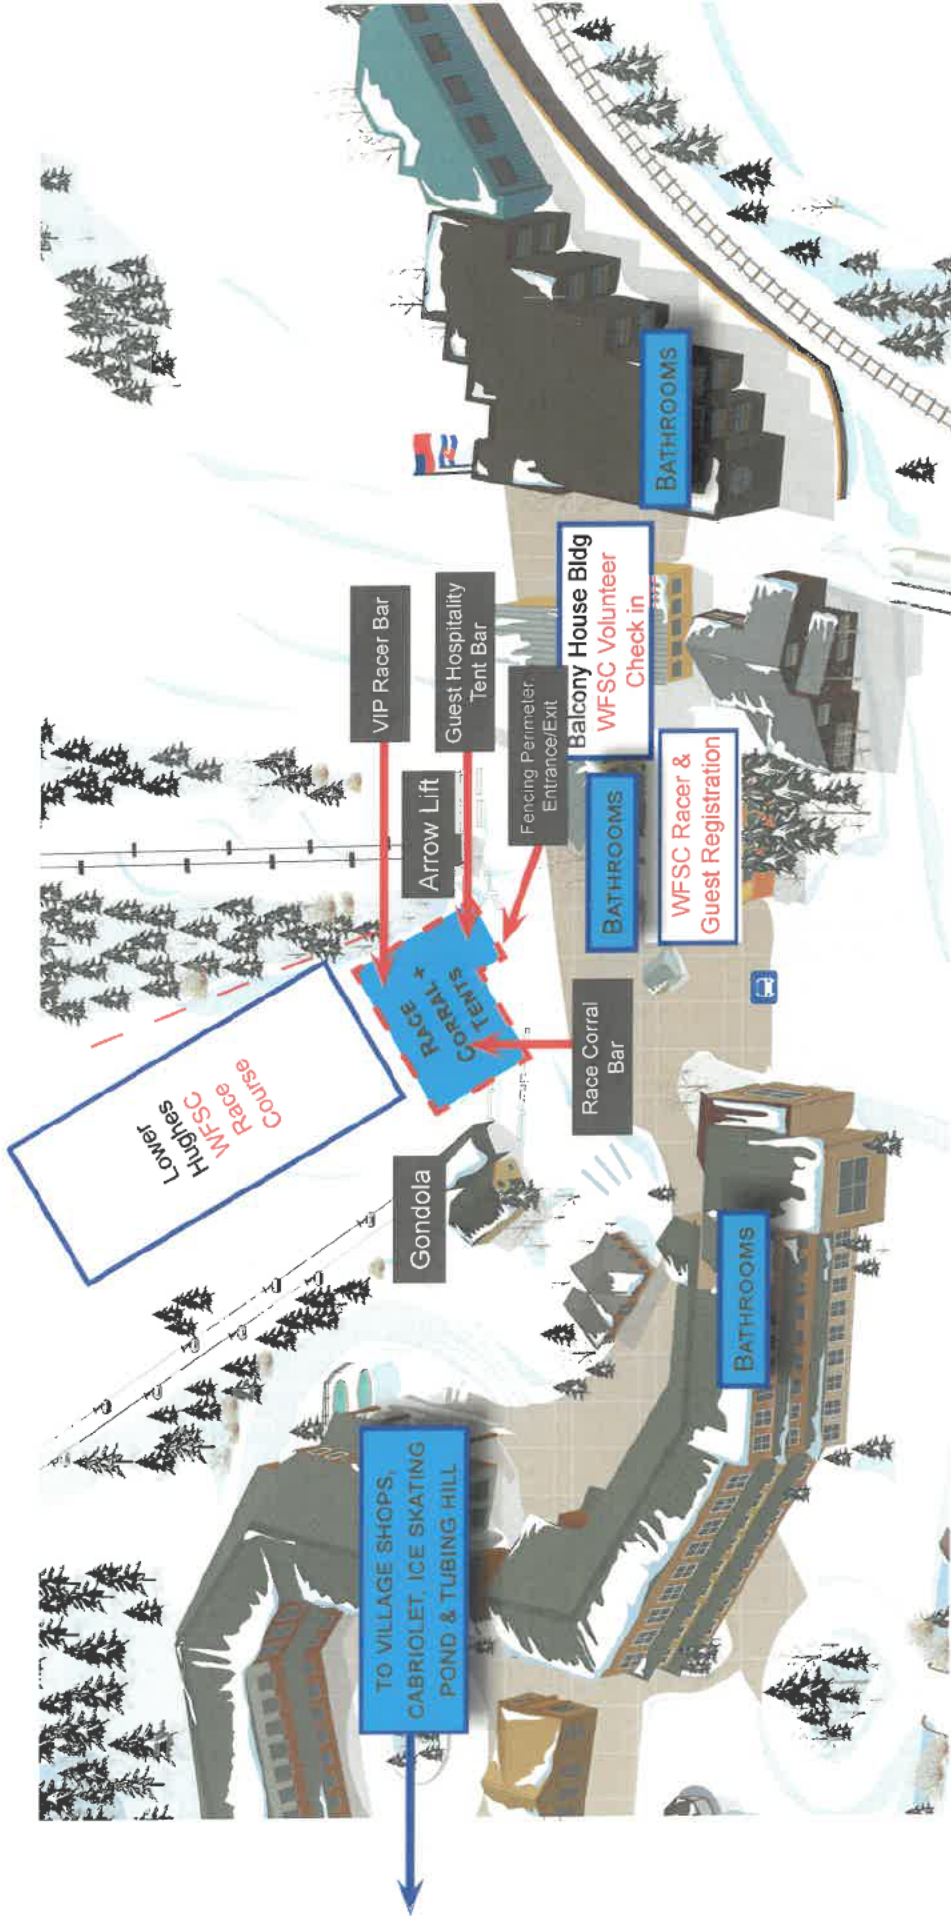 Lower
Hughes
WFSC
Race
Course
RACE
CORRAL x
TENTS
VIP Racer Bar
Arrow Lift
Guest Hospitality
Tent Bar
Fencing Perimeter,
Entrance/Exit
Gondola
Race Corral
Bar
TO VILLAGE SHOPS,
CABRIOLET, ICE SKATING
POND & TUBING HILL
BATHROOMS
BATHROOMS
Balcony House Bldg
WFSC Volunteer
Check in
WFSC Racer &
Guest Registration
BATHROOMS